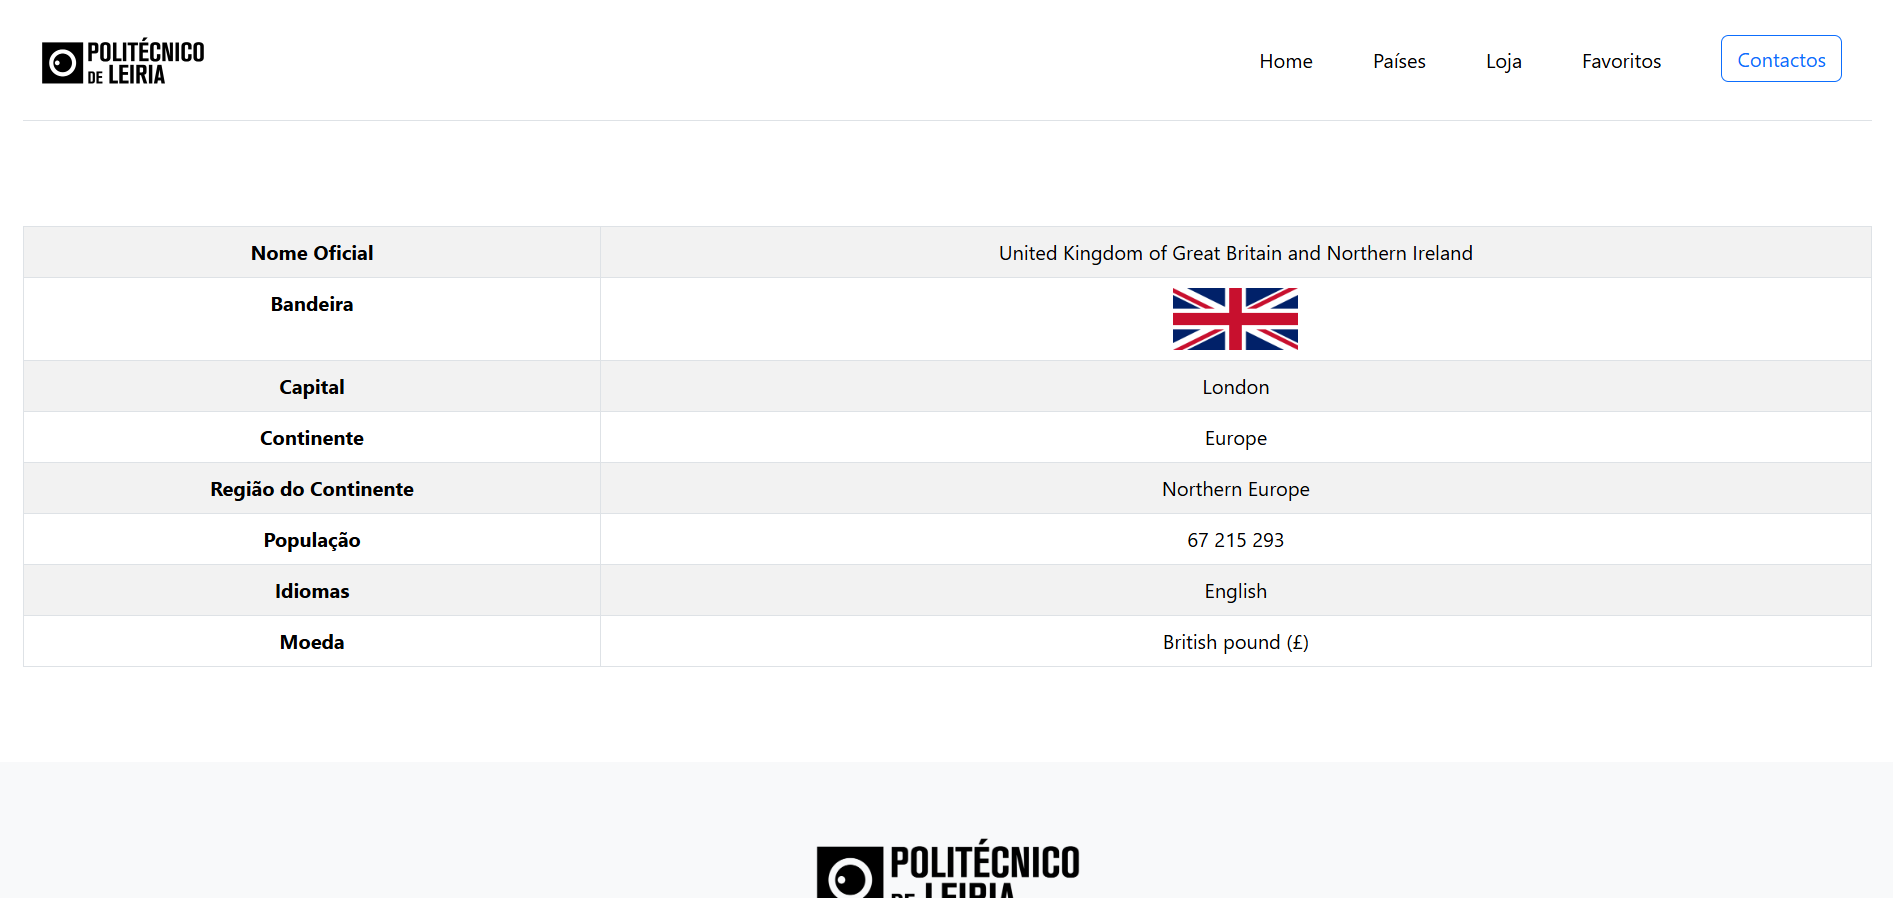 POLITÉCNICO
DE LEIRIA
Home Países Loja Favoritos Contactos
Nome Oficial United Kingdom of Great Britain and Northern Ireland
Bandeira
Capital London
Continente Europe
Região do Continente Northern Europe
População 67 215 293
Idiomas English
Moeda British pound (£)
POLITÉCNICO
DE LEIRIA